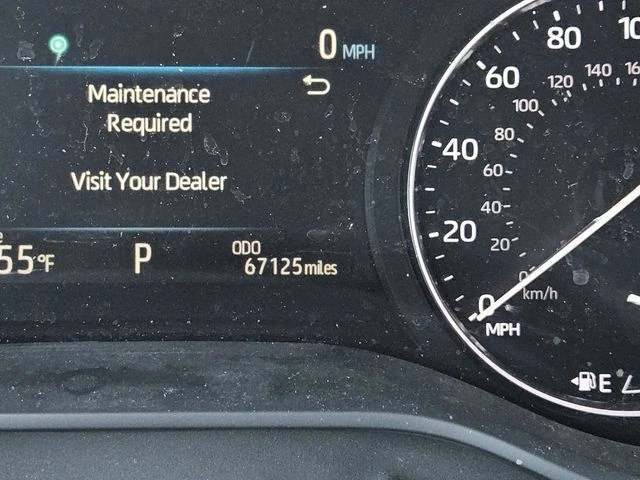 0 MPH
Maintenance
Required
Visit Your Dealer
55°F
P
ODO
67125 miles
80
60
40
20
0
MPH
140
120
100
80
60
40
20
0
km/h
E